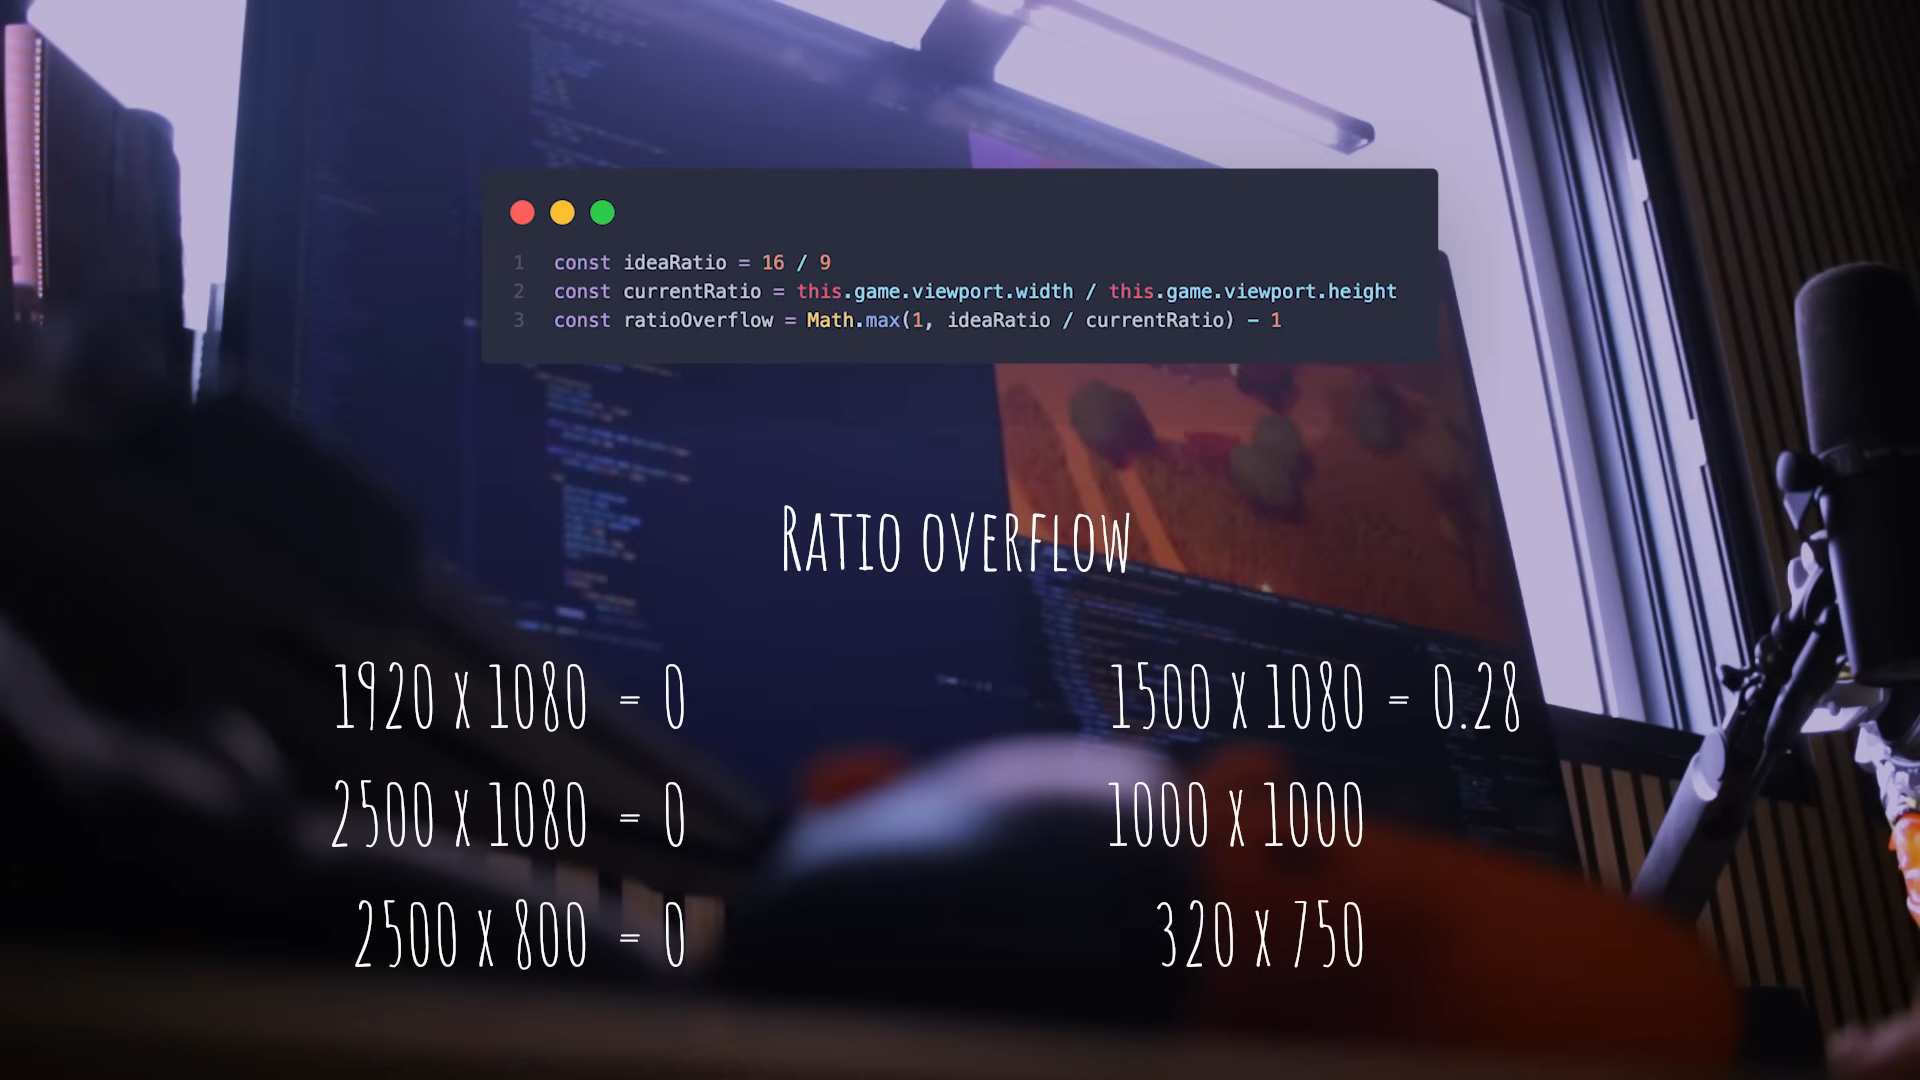 1 const ideaRatio = 16 / 9
2 const currentRatio = this.game.viewport.width / this.game.viewport.height
3 const ratioOverflow = Math.max(1, ideaRatio / currentRatio) - 1
RATIO OVERFLOW
1920 X 1080 = 0
2500 X 1080 = 0
2500 X 800 = 0
1500 X 1080 = 0.28
1000 X 1000
320 X 750